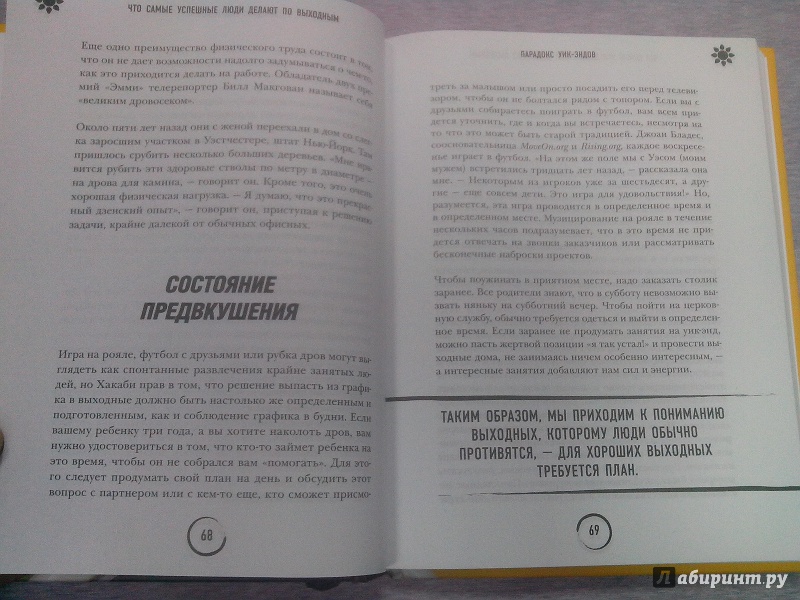 ЧТО САМЫЕ УСПЕШНЫЕ ЛЮДИ ДЕЛАЮТ ПО ВЫХОДНЫМ
Еще одно преимущество физического труда состоит в том,
что он не дает возможности надолго задумываться о чем-то,
как это приходится делать на работе. Обладатель двух пре-
мий «Эмми» телерепортер Билл Макгован называет себя
«великим дровосеком».
Около пяти лет назад они с женой переехали в дом со слег-
ка заросшим участком в Уэстчестере, штат Нью-Йорк. Там
пришлось срубить несколько больших деревьев. «Мне нра-
вится рубить эти здоровые стволы по метру в диаметре –
на дрова для камина, – говорит он. Кроме того, это очень
хорошая физическая нагрузка. – Я думаю, что это прекрас-
ный дзенский опыт», – говорит он, приступая к решению
задачи, крайне далекой от обычных офисных.
СОСТОЯНИЕ
ПРЕДВКУШЕНИЯ
Игра на рояле, футбол с друзьями или рубка дров могут вы-
глядеть как спонтанные развлечения крайне занятых лю-
дей, но Хакаби прав в том, что решение выпасть из графи-
ка в выходные должно быть настолько же определенным и
подготовленным, как и соблюдение графика в будни. Если
вашему ребенку три года, а вы хотите наколоть дров, вам
нужно удостовериться в том, что кто-то займет ребенка на
это время, чтобы он не собрался вам «помогать». Для это-
го следует продумать свой план на день и обсудить этот
вопрос с партнером или с кем-то еще, кто сможет присмо-
68
ПАРАДОКС УИК-ЭНДОВ
треть за малышом или просто посадить его перед телеви-
зором, чтобы он не болтался рядом с топором. Если вы с
друзьями собираетесь поиграть в футбол, вам всем при-
дется уточнить, где и когда вы встречаетесь, несмотря на
то что это может быть старой традицией. Джоан Бладес,
сооснователь­ница MoveOn.org и Rising.org, каждое воскресе-
нье играет в футбол. «На этом же поле мы с Уэсом (моим
мужем) встретились тридцать лет назад, – рассказала она
мне. – Некоторым из игроков уже за шестьдесят, а дру-
гие – еще совсем дети. Это игра для удовольствия!» Но,
разумеется, эта игра проводится в определенное время и
в определенном месте. Музицирование на рояле в течение
нескольких часов подразумевает, что в это время не при-
дется отвечать на звонки заказчиков или рассматривать
бесконечные наброски проектов.
Чтобы поужинать в приятном месте, надо заказать столик
заранее. Все родители знают, что в субботу невозможно вы-
звать няньку на субботний вечер. Чтобы пойти на церков-
ную службу, обычно требуется одеться и выйти в определен-
ное время. Если заранее не продумать занятия на уик-энд,
можно пасть жертвой позиции «я так устал!» и провести вы-
ходные дома, не занимаясь ничем особенно интересным, –
а интересные занятия добавляют нам сил и энергии.
ТАКИМ ОБРАЗОМ, МЫ ПРИХОДИМ К ПОНИМАНИЮ
ВЫХОДНЫХ, КОТОРОМУ ЛЮДИ ОБЫЧНО
ПРОТИВЯТСЯ, – ДЛЯ ХОРОШИХ ВЫХОДНЫХ
ТРЕБУЕТСЯ ПЛАН.
69
Лабиринт.ру